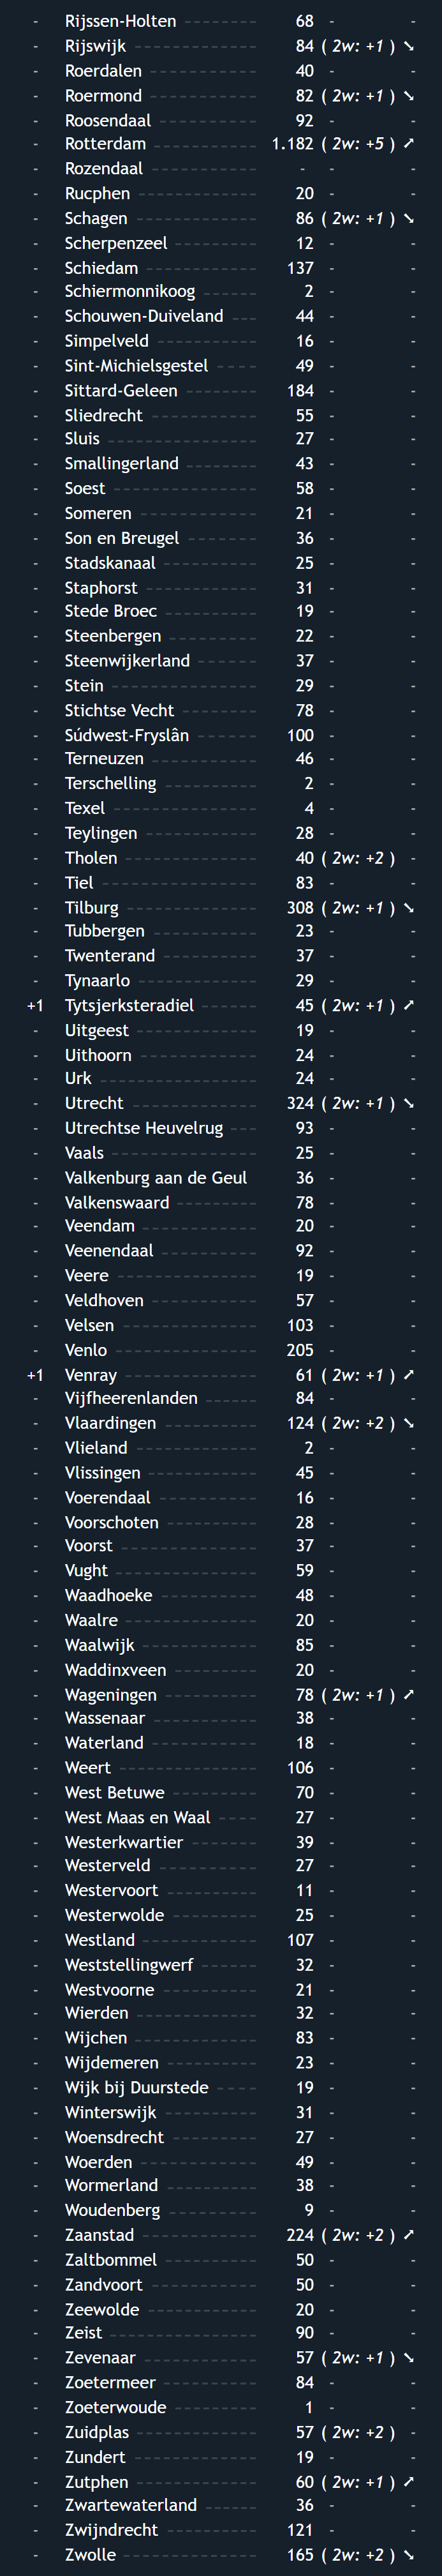 - Rijssen-Holten 68 - -
- Rijswijk 84 ( 2w: +1 ) ➘
- Roerdalen 40 - -
- Roermond 82 ( 2w: +1 ) ➘
- Roosendaal 92 - -
- Rotterdam 1.182 ( 2w: +5 ) ➚
- Rozendaal - - -
- Rucphen 20 - -
- Schagen 86 ( 2w: +1 ) ➘
- Scherpenzeel 12 - -
- Schiedam 137 - -
- Schiermonnikoog 2 - -
- Schouwen-Duiveland 44 - -
- Simpelveld 16 - -
- Sint-Michielsgestel 49 - -
- Sittard-Geleen 184 - -
- Sliedrecht 55 - -
- Sluis 27 - -
- Smallingerland 43 - -
- Soest 58 - -
- Someren 21 - -
- Son en Breugel 36 - -
- Stadskanaal 25 - -
- Staphorst 31 - -
- Stede Broec 19 - -
- Steenbergen 22 - -
- Steenwijkerland 37 - -
- Stein 29 - -
- Stichtse Vecht 78 - -
- Súdwest-Fryslân 100 - -
- Terneuzen 46 - -
- Terschelling 2 - -
- Texel 4 - -
- Teylingen 28 - -
- Tholen 40 ( 2w: +2 ) -
- Tiel 83 - -
- Tilburg 308 ( 2w: +1 ) ➘
- Tubbergen 23 - -
- Twenterand 37 - -
- Tynaarlo 29 - -
+1 Tytsjerksteradiel 45 ( 2w: +1 ) ➚
- Uitgeest 19 - -
- Uithoorn 24 - -
- Urk 24 - -
- Utrecht 324 ( 2w: +1 ) ➘
- Utrechtse Heuvelrug 93 - -
- Vaals 25 - -
- Valkenburg aan de Geul 36 - -
- Valkenswaard 78 - -
- Veendam 20 - -
- Veenendaal 92 - -
- Veere 19 - -
- Veldhoven 57 - -
- Velsen 103 - -
- Venlo 205 - -
+1 Venray 61 ( 2w: +1 ) ➚
- Vijfheerenlanden 84 - -
- Vlaardingen 124 ( 2w: +2 ) ➘
- Vlieland 2 - -
- Vlissingen 45 - -
- Voerendaal 16 - -
- Voorschoten 28 - -
- Voorst 37 - -
- Vught 59 - -
- Waadhoeke 48 - -
- Waalre 20 - -
- Waalwijk 85 - -
- Waddinxveen 20 - -
- Wageningen 78 ( 2w: +1 ) ➚
- Wassenaar 38 - -
- Waterland 18 - -
- Weert 106 - -
- West Betuwe 70 - -
- West Maas en Waal 27 - -
- Westerkwartier 39 - -
- Westerveld 27 - -
- Westervoort 11 - -
- Westerwolde 25 - -
- Westland 107 - -
- Weststellingwerf 32 - -
- Westvoorne 21 - -
- Wierden 32 - -
- Wijchen 83 - -
- Wijdemeren 23 - -
- Wijk bij Duurstede 19 - -
- Winterswijk 31 - -
- Woensdrecht 27 - -
- Woerden 49 - -
- Wormerland 38 - -
- Woudenberg 9 - -
- Zaanstad 224 ( 2w: +2 ) ➚
- Zaltbommel 50 - -
- Zandvoort 50 - -
- Zeewolde 20 - -
- Zeist 90 - -
- Zevenaar 57 ( 2w: +1 ) ➘
- Zoetermeer 84 - -
- Zoeterwoude 1 - -
- Zuidplas 57 ( 2w: +2 ) -
- Zundert 19 - -
- Zutphen 60 ( 2w: +1 ) ➚
- Zwartewaterland 36 - -
- Zwijndrecht 121 - -
- Zwolle 165 ( 2w: +2 ) ➘